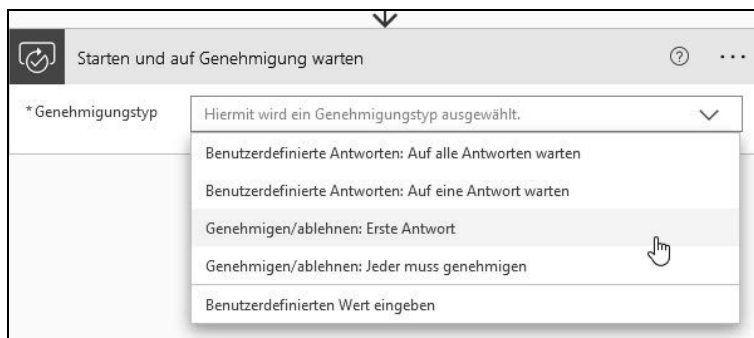 Starten und auf Genehmigung warten
* Genehmigungstyp
Hiermit wird ein Genehmigungstyp ausgewählt.
Benutzerdefinierte Antworten: Auf alle Antworten warten
Benutzerdefinierte Antworten: Auf eine Antwort warten
Genehmigen/ablehnen: Erste Antwort
Genehmigen/ablehnen: Jeder muss genehmigen
Benutzerdefinierten Wert eingeben